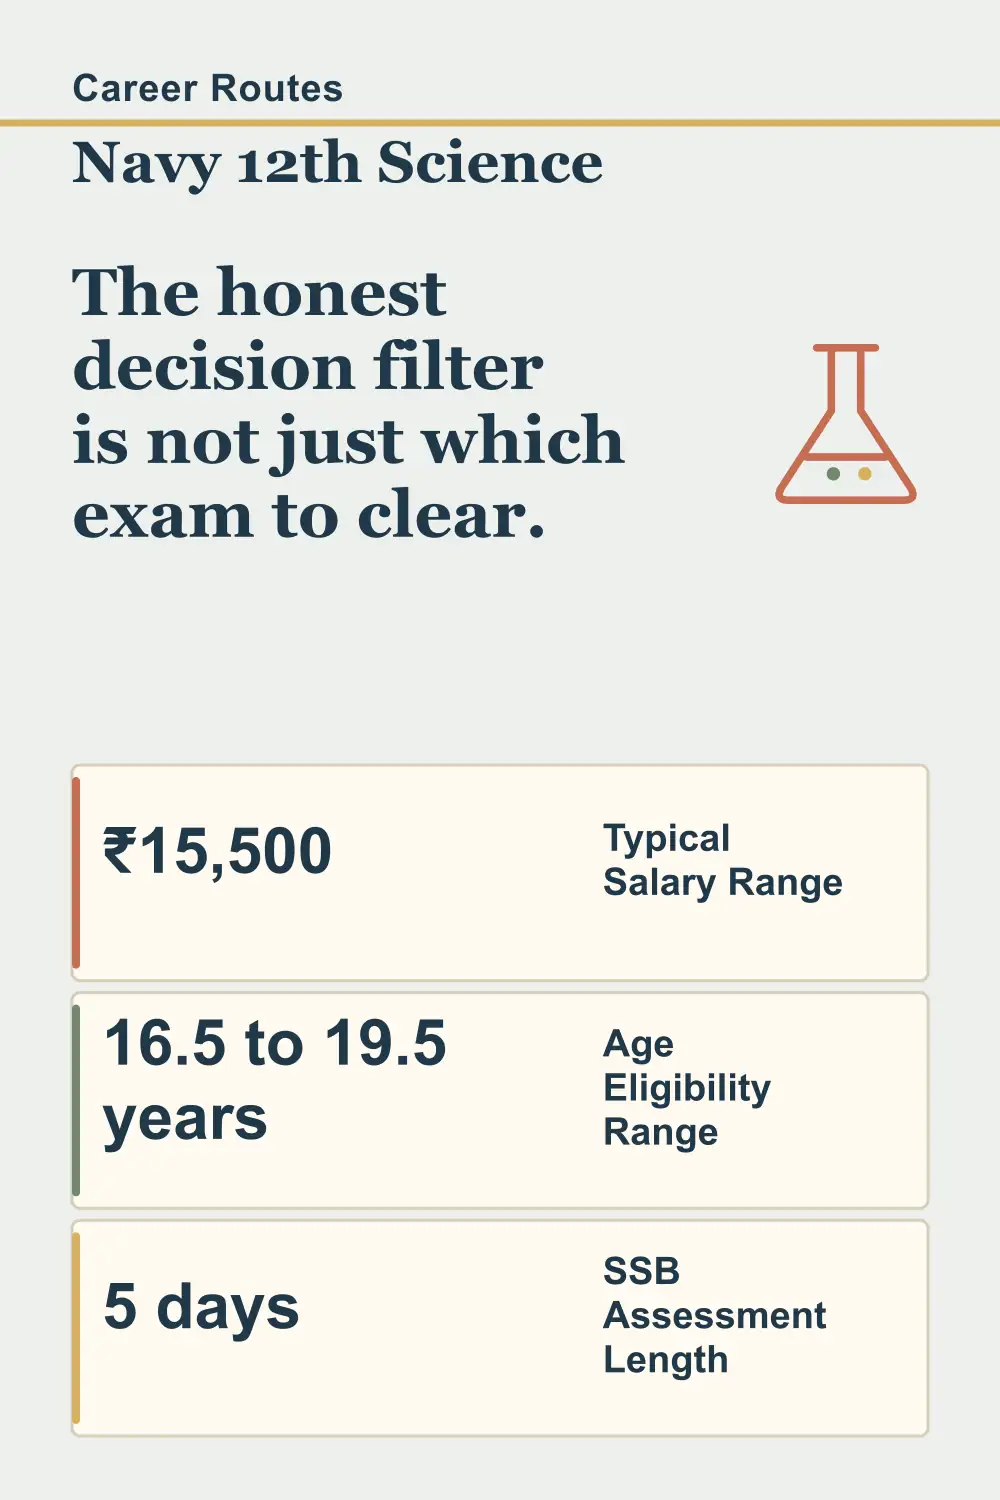 Career Routes
Navy 12th Science
The honest
decision filter
is not just which
exam to clear.
₹15,500
Typical
Salary Range
16.5 to 19.5
years
Age
Eligibility
Range
5 days
SSB
Assessment
Length